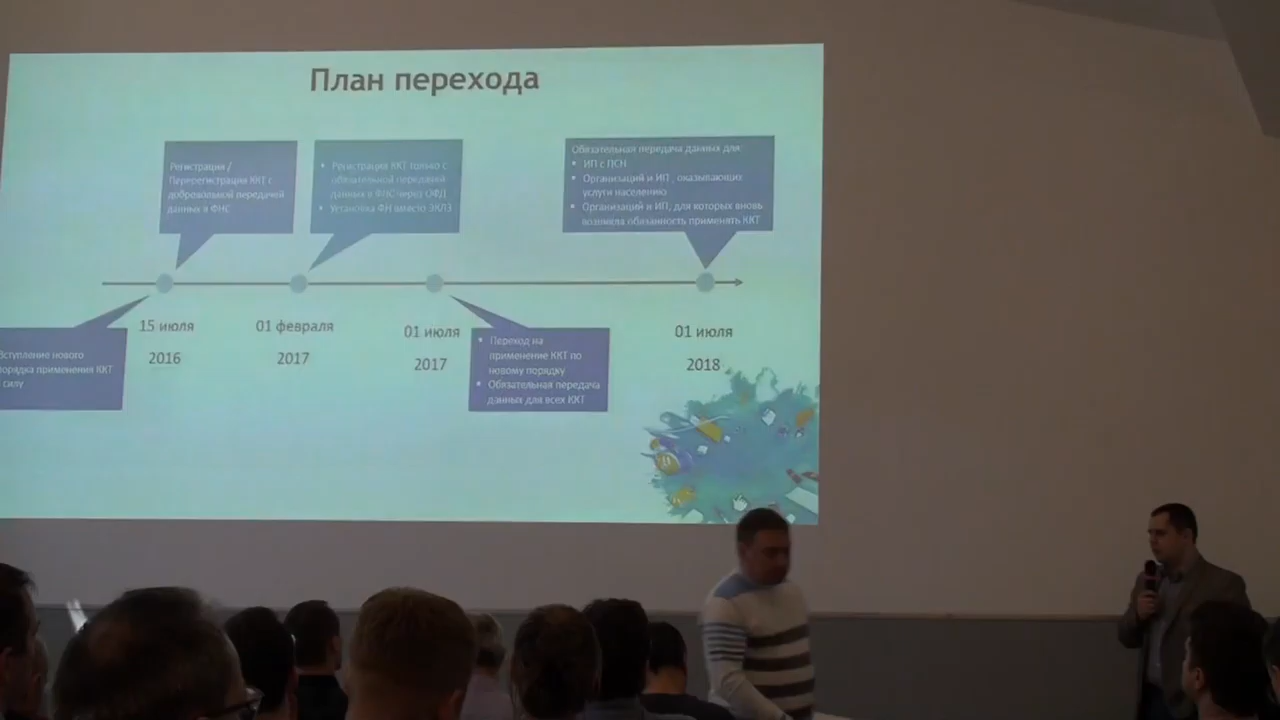 План перехода
Регистрация /
Перерегистрация ККТ с
добровольной передачей
данных в ФНС
• Регистрация ККТ только с
обязательной передачей
данных в ФНС через ОФД
• Установка ФН вместо ЭКЛЗ
Обязательная передача данных для:
• ИП с ПСН
• Организаций и ИП , оказывающих
услуги населению
• Организаций и ИП, для которых вновь
возникла обязанность применять ККТ
15 июля
2016
01 февраля
2017
01 июля
2017
01 июля
2018
Вступление нового
порядка применения ККТ
силу
• Переход на
применение ККТ по
новому порядку
• Обязательная передача
данных для всех ККТ